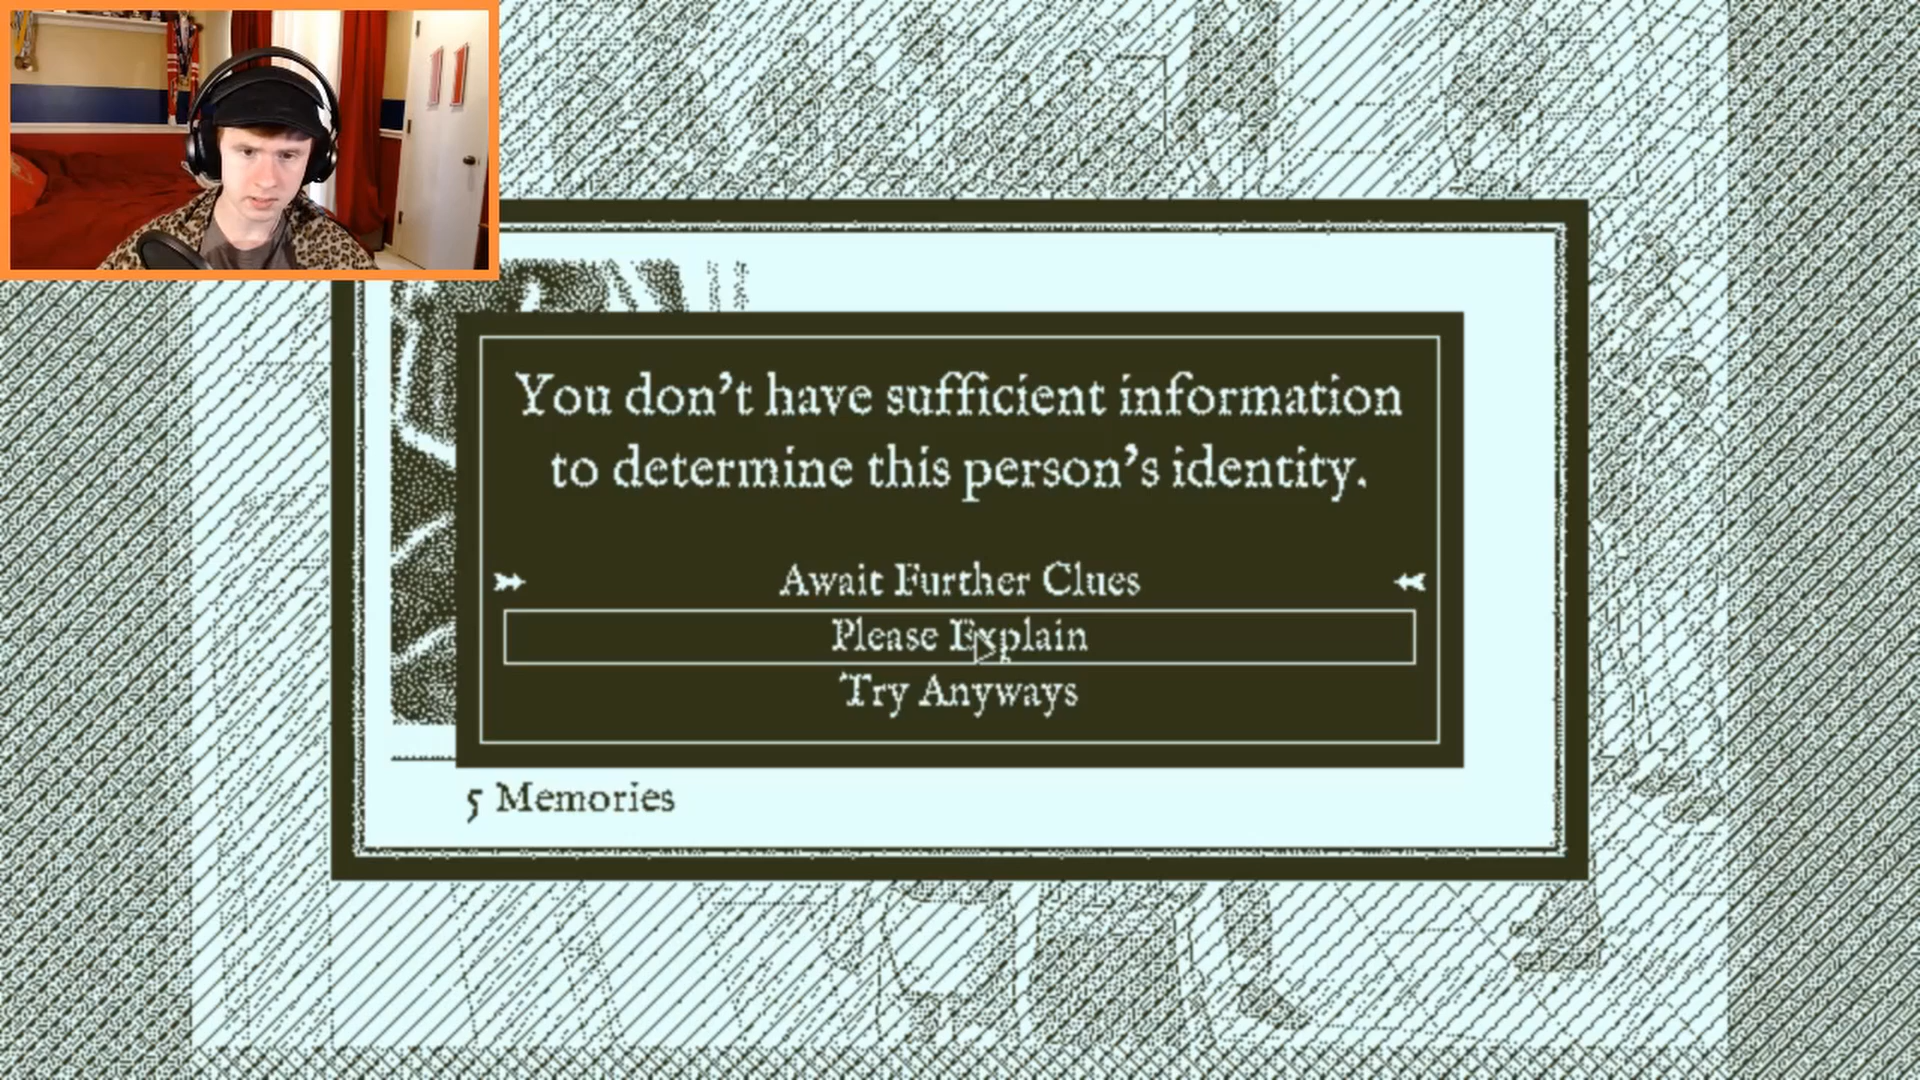 You don't have sufficient information
to determine this person's identity.
Await Further Clues
Please Explain
Try Anyways
5 Memories